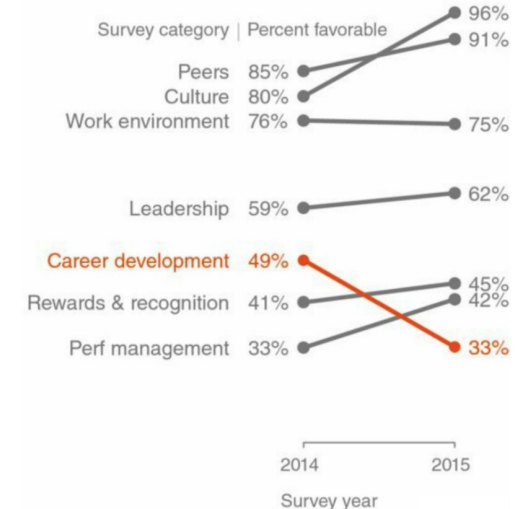 96%
Survey category | Percent favorable
91%
Peers 85%
Culture 80%
Work environment 76%
75%
Leadership 59%
62%
Career development 49%
45%
Rewards & recognition 41%
42%
Perf management 33%
33%
2014 2015
Survey year